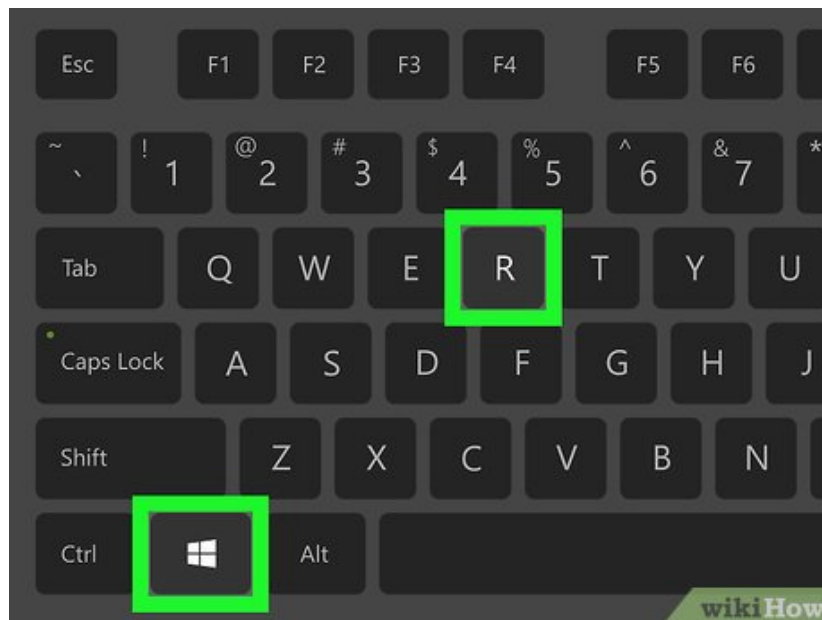 Esc F1 F2 F3 F4 F5 F6
~ ` ! 1 @ 2 # 3 $ 4 % 5 ^ 6 & 7 *
Tab Q W E R T Y U
Caps Lock A S D F G H J
Shift Z X C V B N
Ctrl Alt
wikiHow